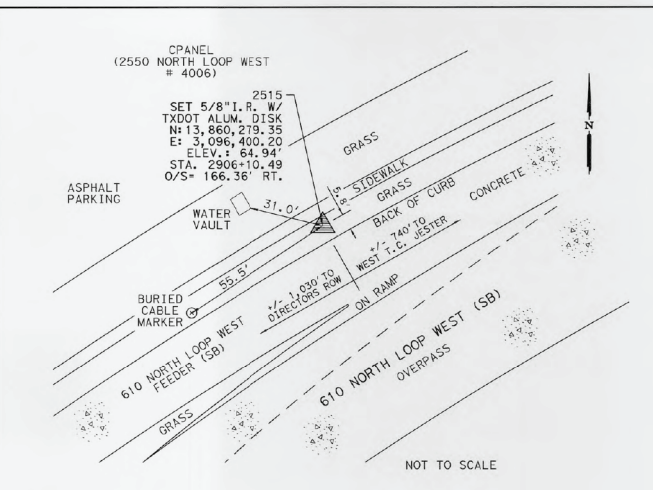 CPANEL
(2550 NORTH LOOP WEST
# 4006)
2515
SET 5/8"I.R. W/
TXDOT ALUM. DISK
N: 13,860,279.35
E: 3,096,400.20
ELEV.: 64.94'
STA. 2906+10.49
O/S= 166.36' RT.
N
GRASS
SIDEWALK
5.8'
GRASS
BACK OF CURB
CONCRETE
ASPHALT
PARKING
WATER
VAULT
31.0'
+/- 740' TO
WEST T.C. JESTER
55.5'
+/- 1,030' TO
DIRECTORS ROW
ON RAMP
BURIED
CABLE
MARKER
610 NORTH LOOP WEST
FEEDER (SB)
610 NORTH LOOP WEST (SB)
OVERPASS
GRASS
NOT TO SCALE